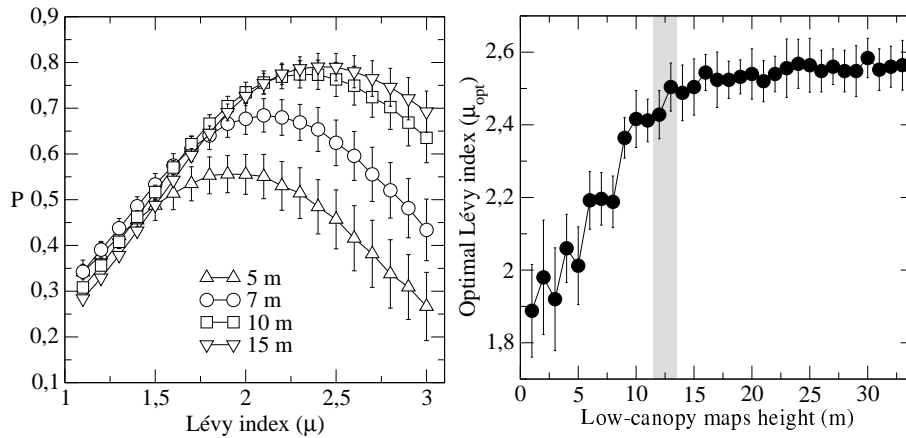 0,9
0,8
0,7
0,6
P 0,5
0,4
0,3
0,2
0,1
1 1,5 2 2,5 3
Lévy index (μ)
5 m
7 m
10 m
15 m
Optimal Lévy index (μopt)
2,6
2,4
2,2
2
1,8
0 5 10 15 20 25 30
Low-canopy maps height (m)